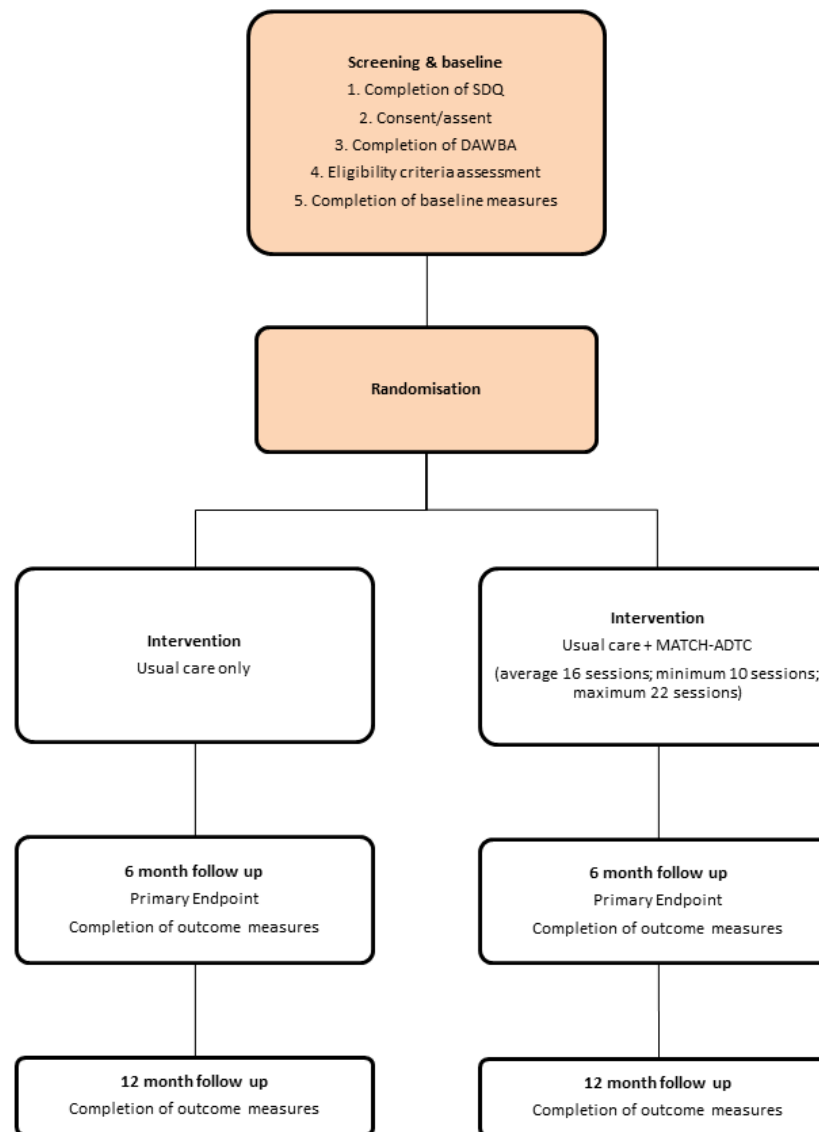 Screening & baseline
1. Completion of SDQ
2. Consent/assent
3. Completion of DAWBA
4. Eligibility criteria assessment
5. Completion of baseline measures
Randomisation
Intervention
Usual care only
Intervention
Usual care + MATCH-ADTC
(average 16 sessions; minimum 10 sessions;
maximum 22 sessions)
6 month follow up
Primary Endpoint
Completion of outcome measures
6 month follow up
Primary Endpoint
Completion of outcome measures
12 month follow up
Completion of outcome measures
12 month follow up
Completion of outcome measures